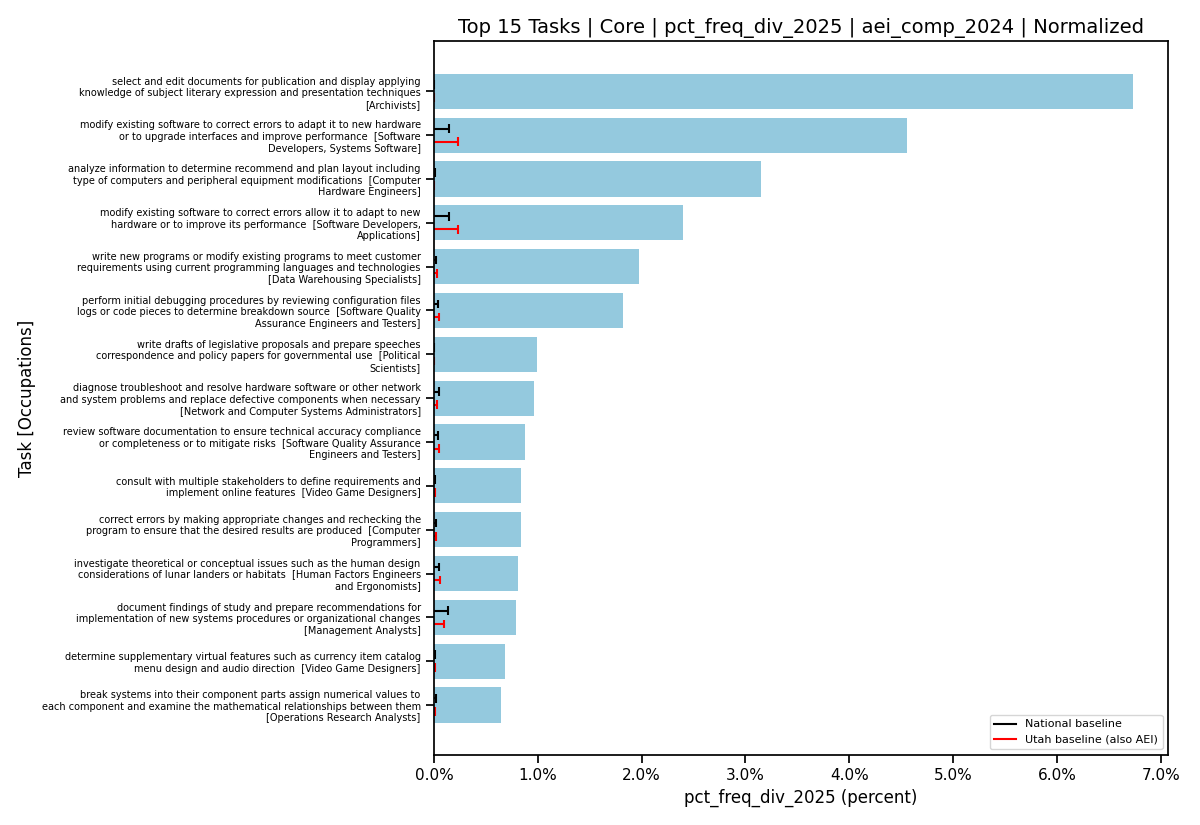 Top 15 Tasks | Core | pct_freq_div_2025 | aei_comp_2024 | Normalized
select and edit documents for publication and display applying
knowledge of subject literary expression and presentation techniques
[Archivists]
modify existing software to correct errors to adapt it to new hardware
or to upgrade interfaces and improve performance  [Software
Developers, Systems Software]
analyze information to determine recommend and plan layout including
type of computers and peripheral equipment modifications  [Computer
Hardware Engineers]
modify existing software to correct errors allow it to adapt to new
hardware or to improve its performance  [Software Developers,
Applications]
write new programs or modify existing programs to meet customer
requirements using current programming languages and technologies
[Data Warehousing Specialists]
perform initial debugging procedures by reviewing configuration files
logs or code pieces to determine breakdown source  [Software Quality
Assurance Engineers and Testers]
write drafts of legislative proposals and prepare speeches
correspondence and policy papers for governmental use  [Political
Scientists]
diagnose troubleshoot and resolve hardware software or other network
and system problems and replace defective components when necessary
[Network and Computer Systems Administrators]
review software documentation to ensure technical accuracy compliance
or completeness or to mitigate risks  [Software Quality Assurance
Engineers and Testers]
consult with multiple stakeholders to define requirements and
implement online features  [Video Game Designers]
correct errors by making appropriate changes and rechecking the
program to ensure that the desired results are produced  [Computer
Programmers]
investigate theoretical or conceptual issues such as the human design
considerations of lunar landers or habitats  [Human Factors Engineers
and Ergonomists]
document findings of study and prepare recommendations for
implementation of new systems procedures or organizational changes
[Management Analysts]
determine supplementary virtual features such as currency item catalog
menu design and audio direction  [Video Game Designers]
break systems into their component parts assign numerical values to
each component and examine the mathematical relationships between them
[Operations Research Analysts]
Task [Occupations]
National baseline
Utah baseline (also AEI)
0.0% 1.0% 2.0% 3.0% 4.0% 5.0% 6.0% 7.0%
pct_freq_div_2025 (percent)